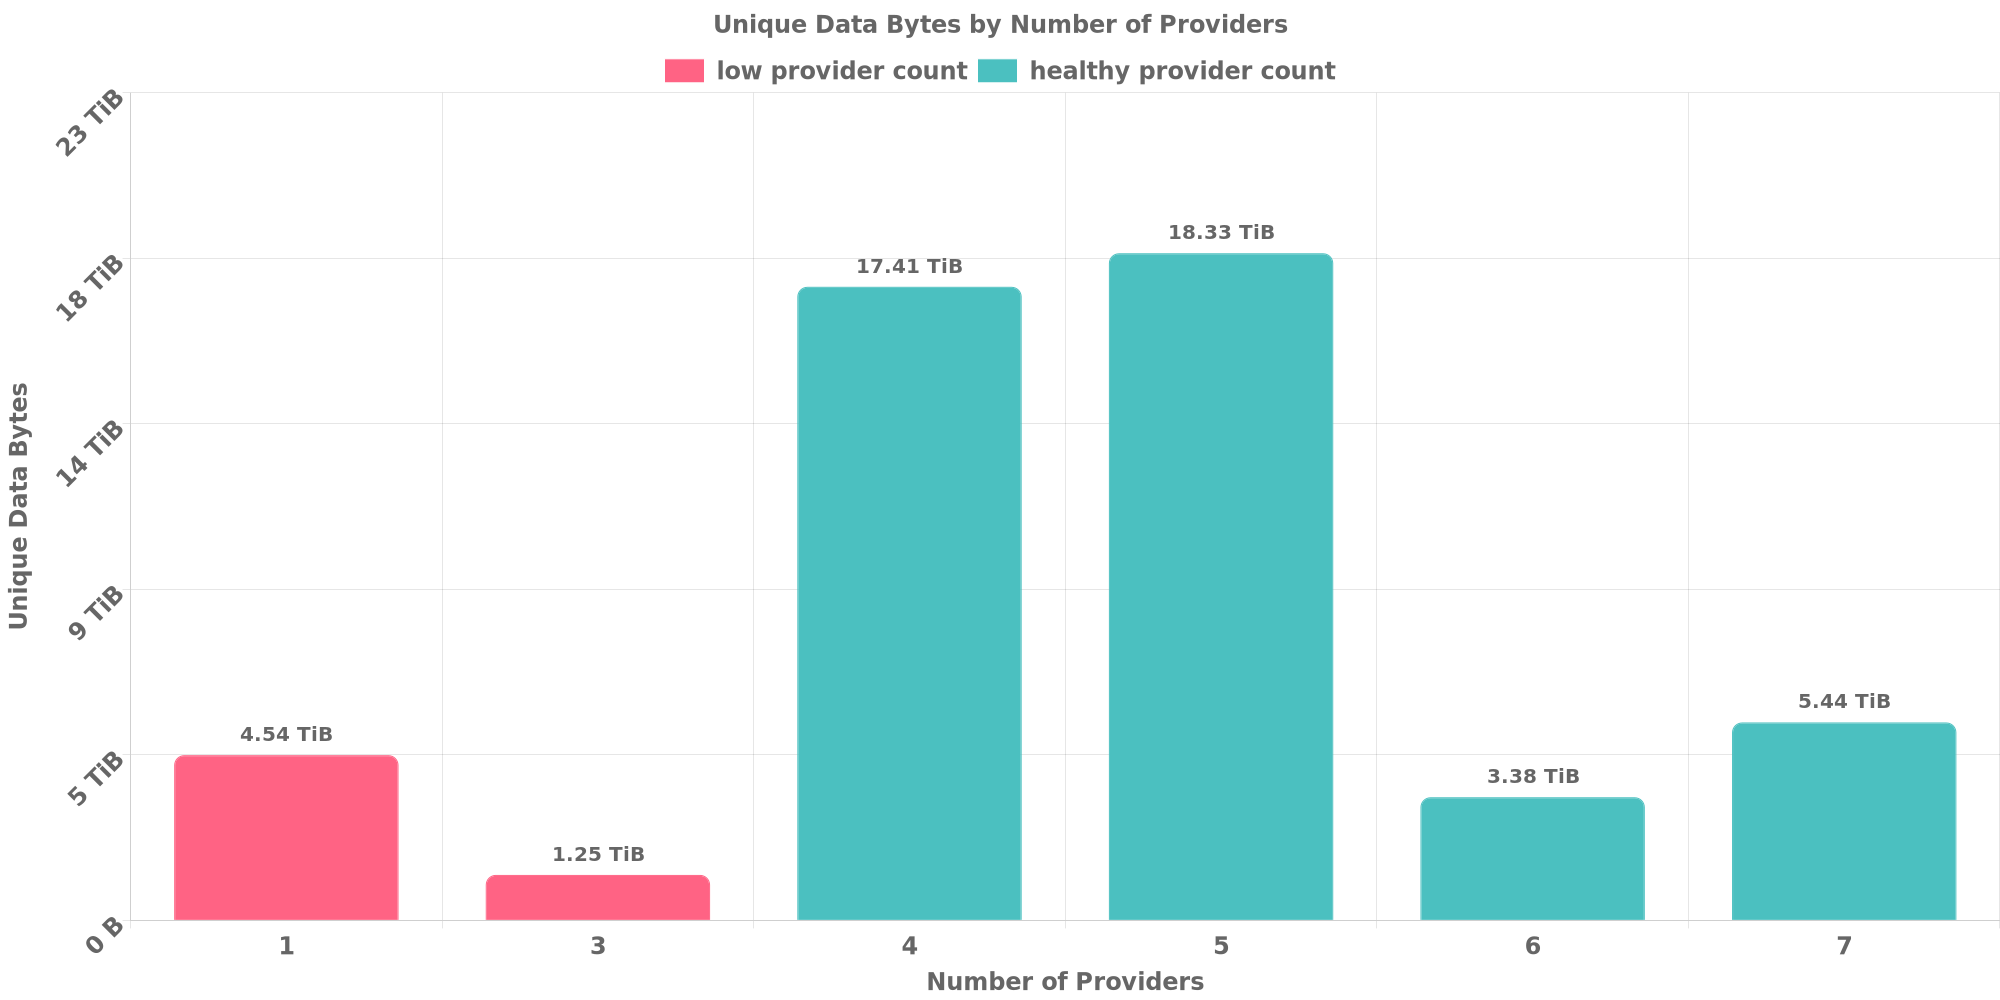 Unique Data Bytes by Number of Providers
low provider count healthy provider count
23 TiB
18 TiB
14 TiB
9 TiB
5 TiB
0 B
Unique Data Bytes
4.54 TiB
1.25 TiB
17.41 TiB
18.33 TiB
3.38 TiB
5.44 TiB
1 3 4 5 6 7
Number of Providers